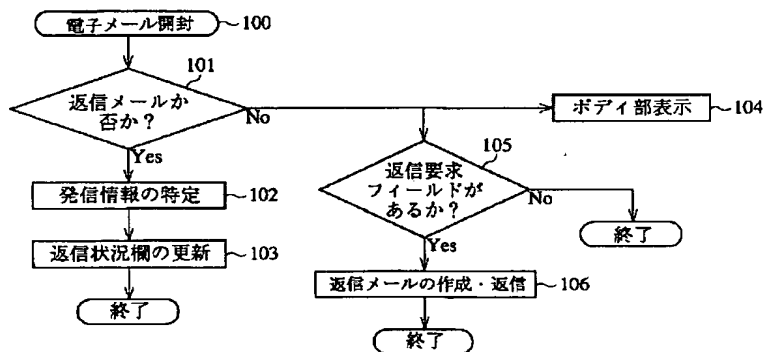 電子メール開封
100
101
返信メールか
否か？
No
Yes
ボディ部表示
104
105
返信要求
フィールドが
あるか？
No
Yes
発信情報の特定
102
終了
返信状況欄の更新
103
返信メールの作成・返信
106
終了
終了